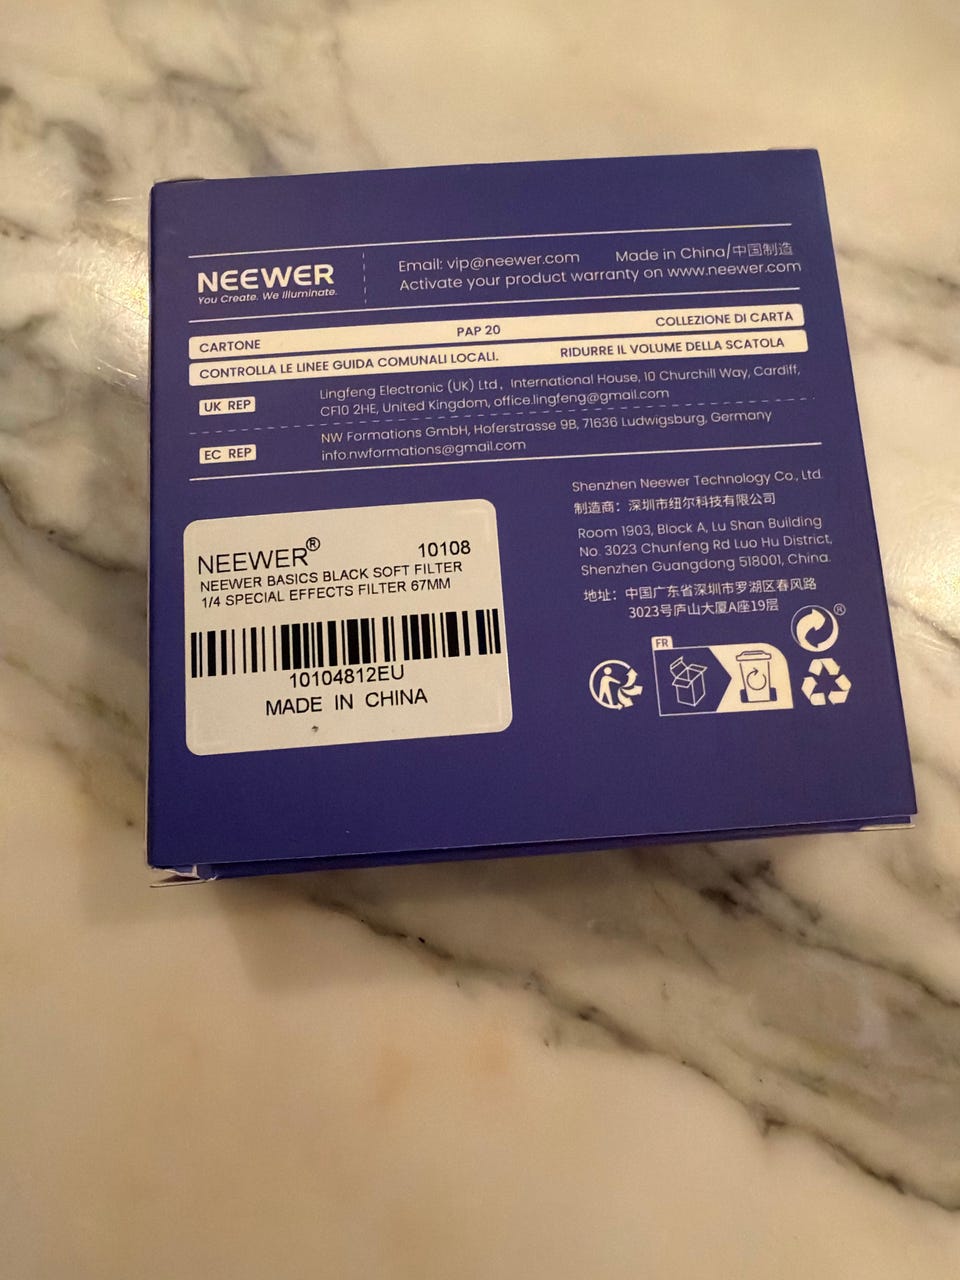 NEEWER
You Create. We Illuminate.
Email: vip@neewer.com Made in China/中国制造
Activate your product warranty on www.neewer.com
CARTONE PAP 20 COLLEZIONE DI CARTA
CONTROLLA LE LINEE GUIDA COMUNALI LOCALI. RIDURRE IL VOLUME DELLA SCATOLA
UK REP
Lingfeng Electronic (UK) Ltd, International House, 10 Churchill Way, Cardiff,
CF10 2HE, United Kingdom, office.lingfeng@gmail.com
EC REP
NW Formations GmbH, Hoferstrasse 9B, 71636 Ludwigsburg, Germany
info.nwformations@gmail.com
NEEWER® 10108
NEEWER BASICS BLACK SOFT FILTER
1/4 SPECIAL EFFECTS FILTER 67MM
10104812EU
MADE IN CHINA
Shenzhen Neewer Technology Co., Ltd.
制造商：深圳市纽尔科技有限公司
Room 1903, Block A, Lu Shan Building
No. 3023 Chunfeng Rd Luo Hu District,
Shenzhen Guangdong 518001, China.
地址：中国广东省深圳市罗湖区春风路
3023号庐山大厦A座19层
®
FR